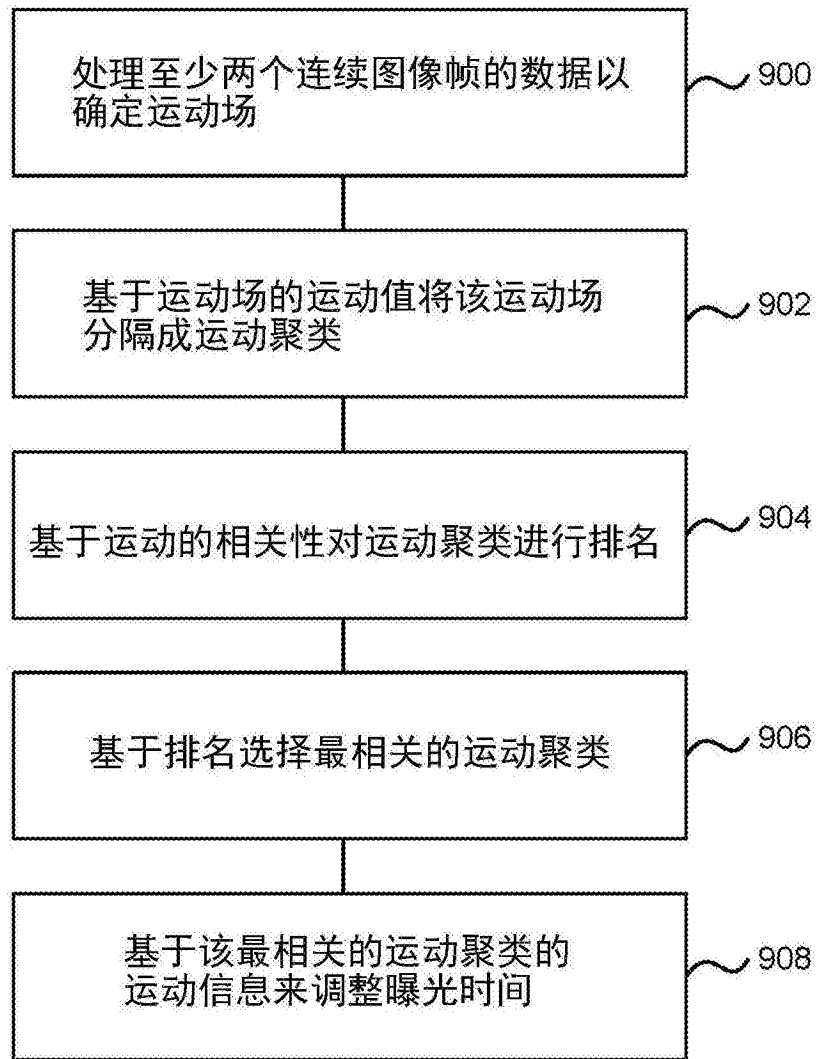 处理至少两个连续图像帧的数据以
确定运动场
900
基于运动场的运动值将该运动场
分隔成运动聚类
902
基于运动的相关性对运动聚类进行排名
904
基于排名选择最相关的运动聚类
906
基于该最相关的运动聚类的
运动信息来调整曝光时间
908